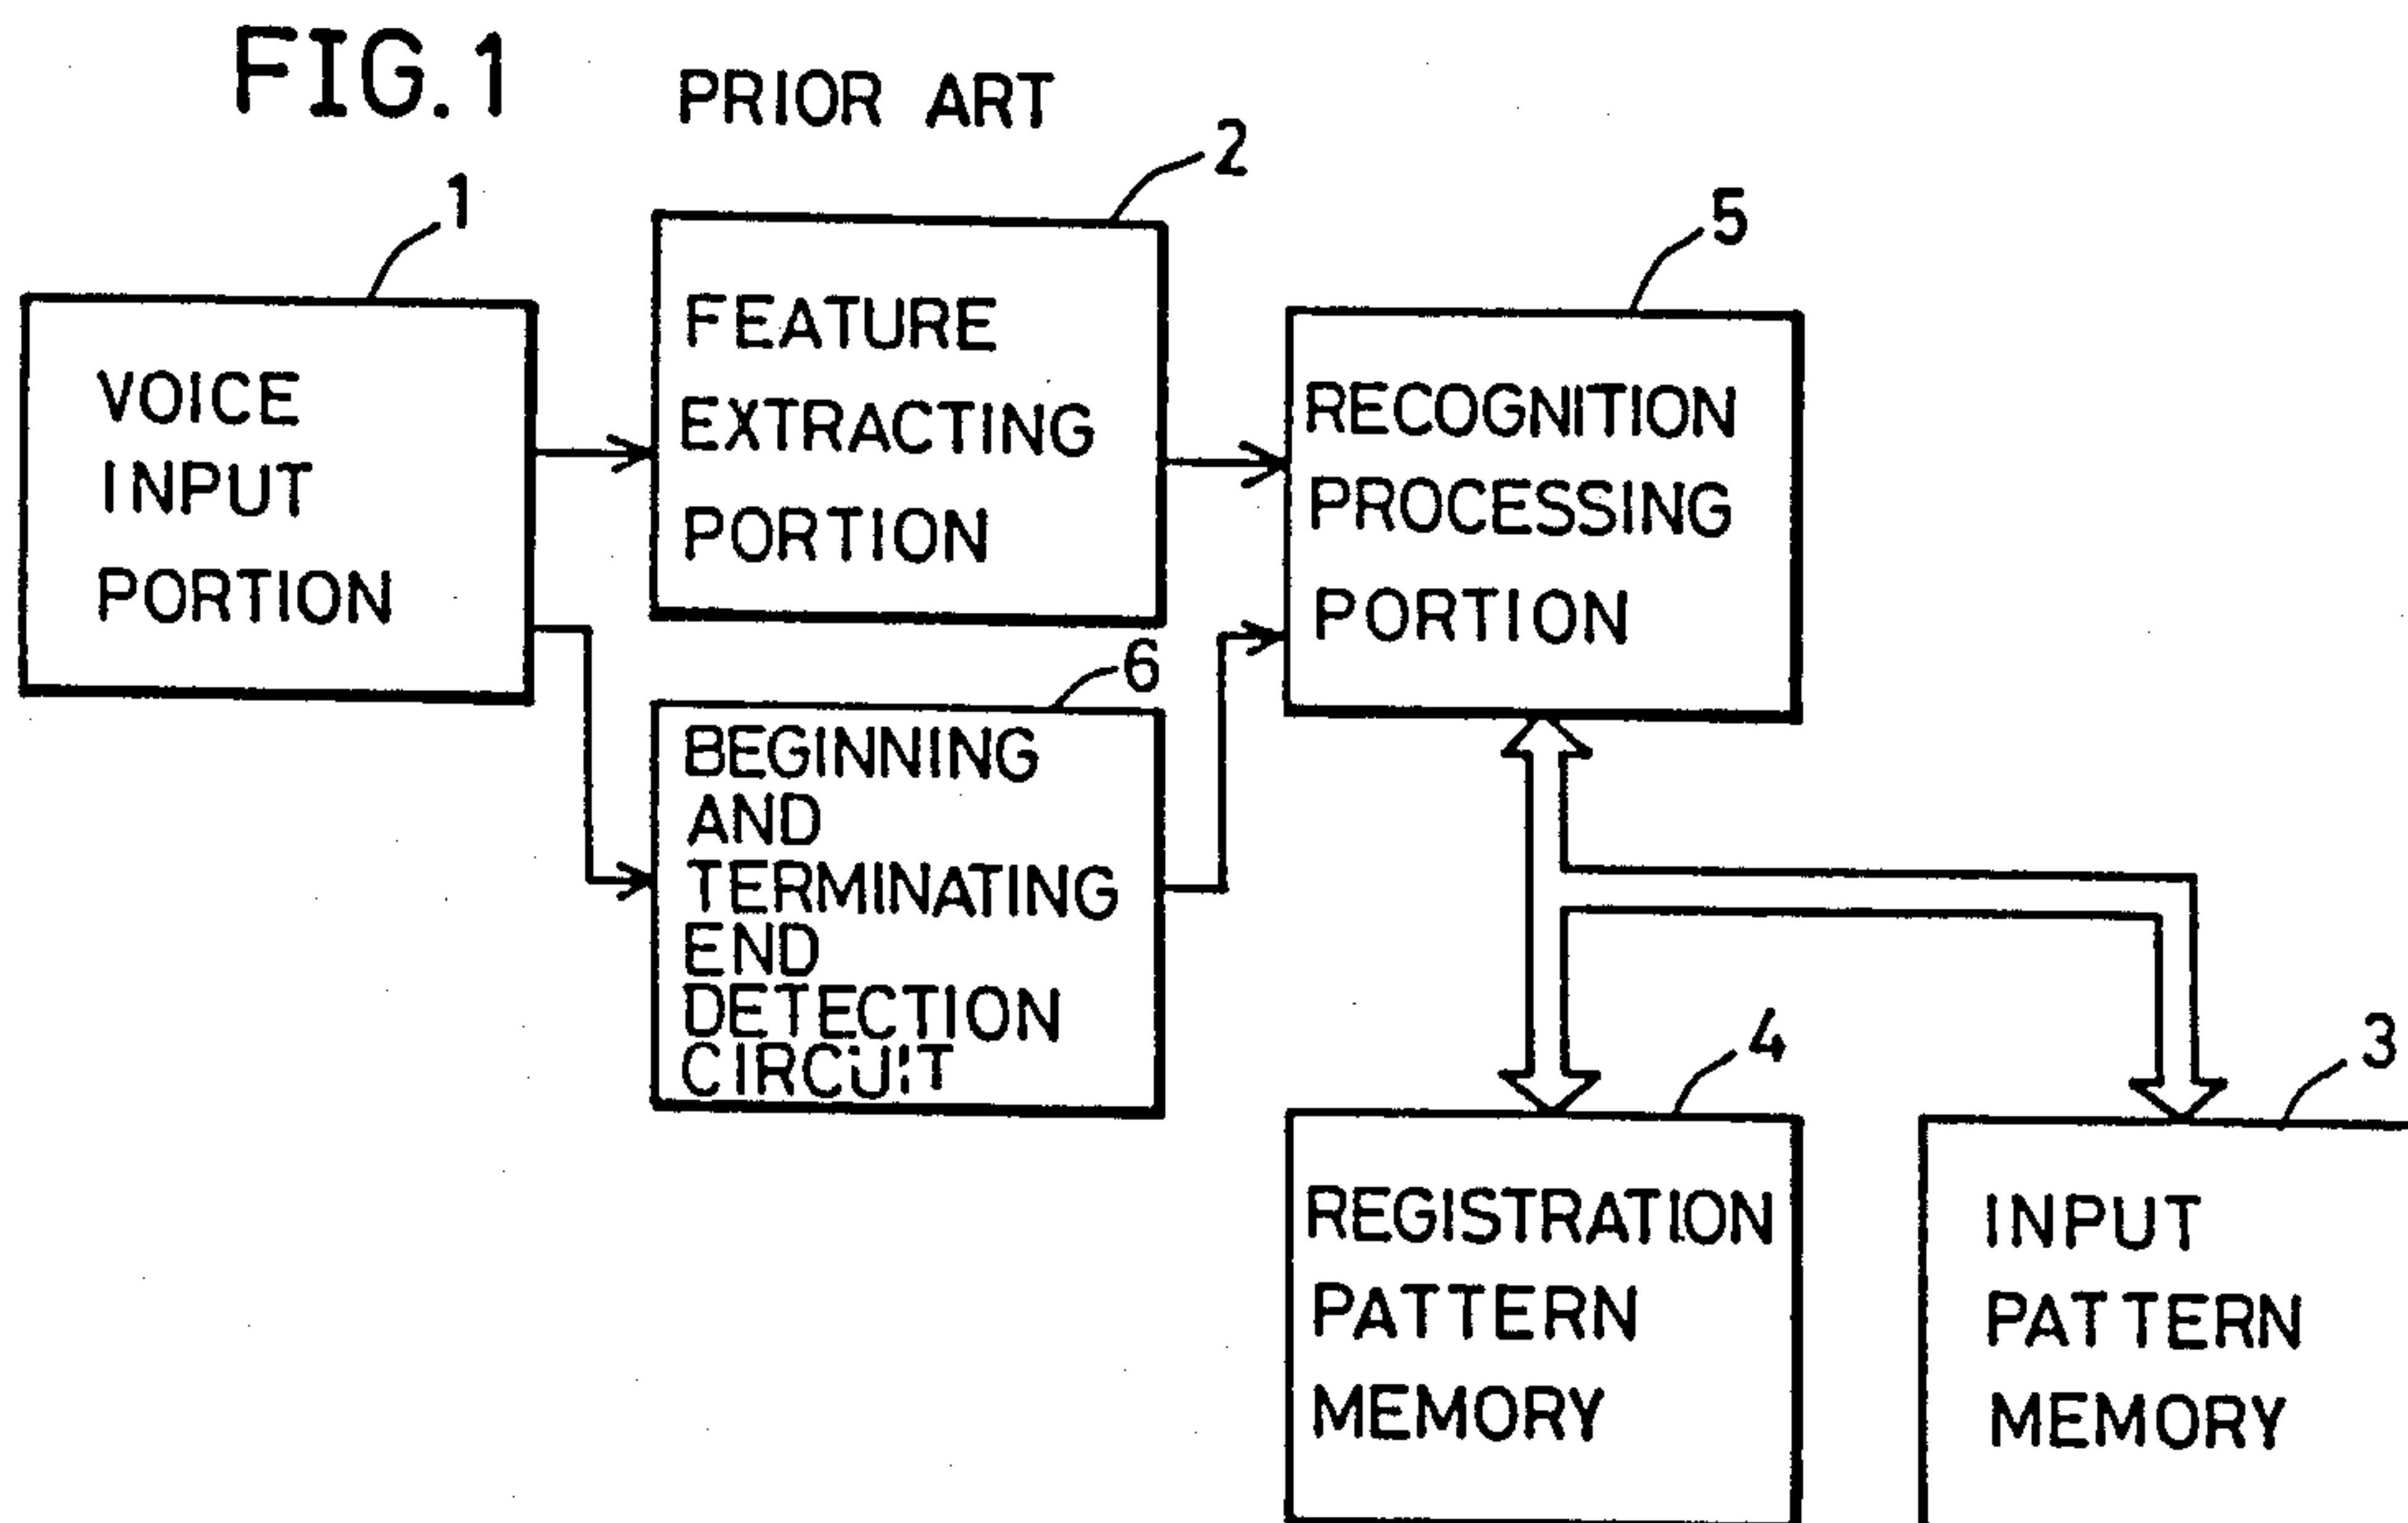 FIG. 1
PRIOR ART
1
VOICE
INPUT
PORTION
2
FEATURE
EXTRACTING
PORTION
5
RECOGNITION
PROCESSING
PORTION
6
BEGINNING
AND
TERMINATING
END
DETECTION
CIRCUIT
4
REGISTRATION
PATTERN
MEMORY
3
INPUT
PATTERN
MEMORY